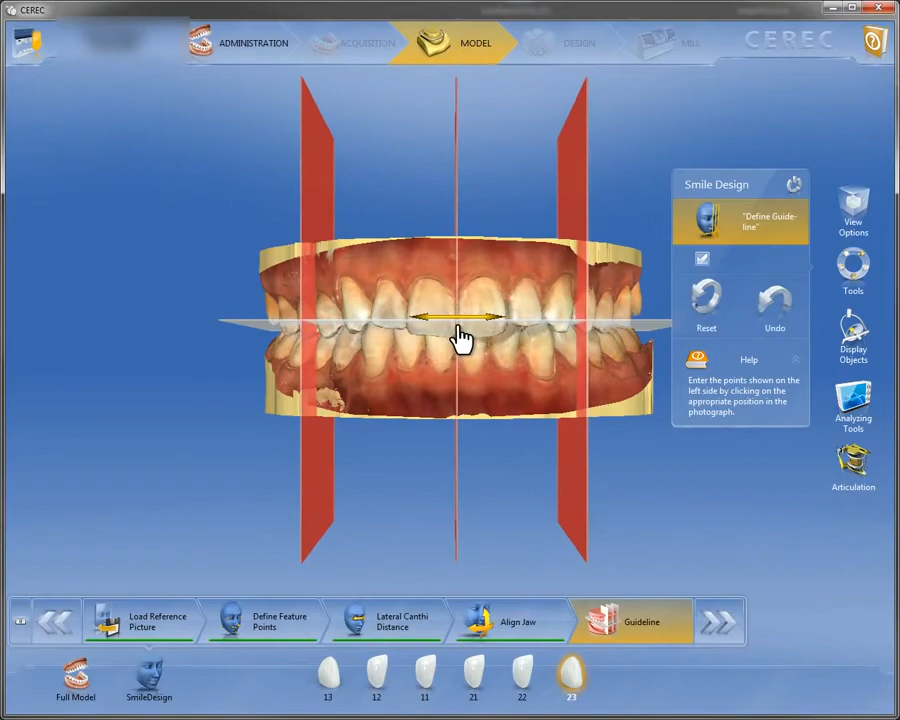 CEREC
ADMINISTRATION
ACQUISITION
MODEL
DESIGN
MILL
CEREC
Smile Design
"Define Guide-
line"
Reset
Undo
Help
Enter the points shown on the
left side by clicking on the
appropriate position in the
photograph.
View
Options
Tools
Display
Objects
Analyzing
Tools
Articulation
Load Reference
Picture
Define Feature
Points
Lateral Canthi
Distance
Align Jaw
Guideline
Full Model
SmileDesign
13
12
11
21
22
23